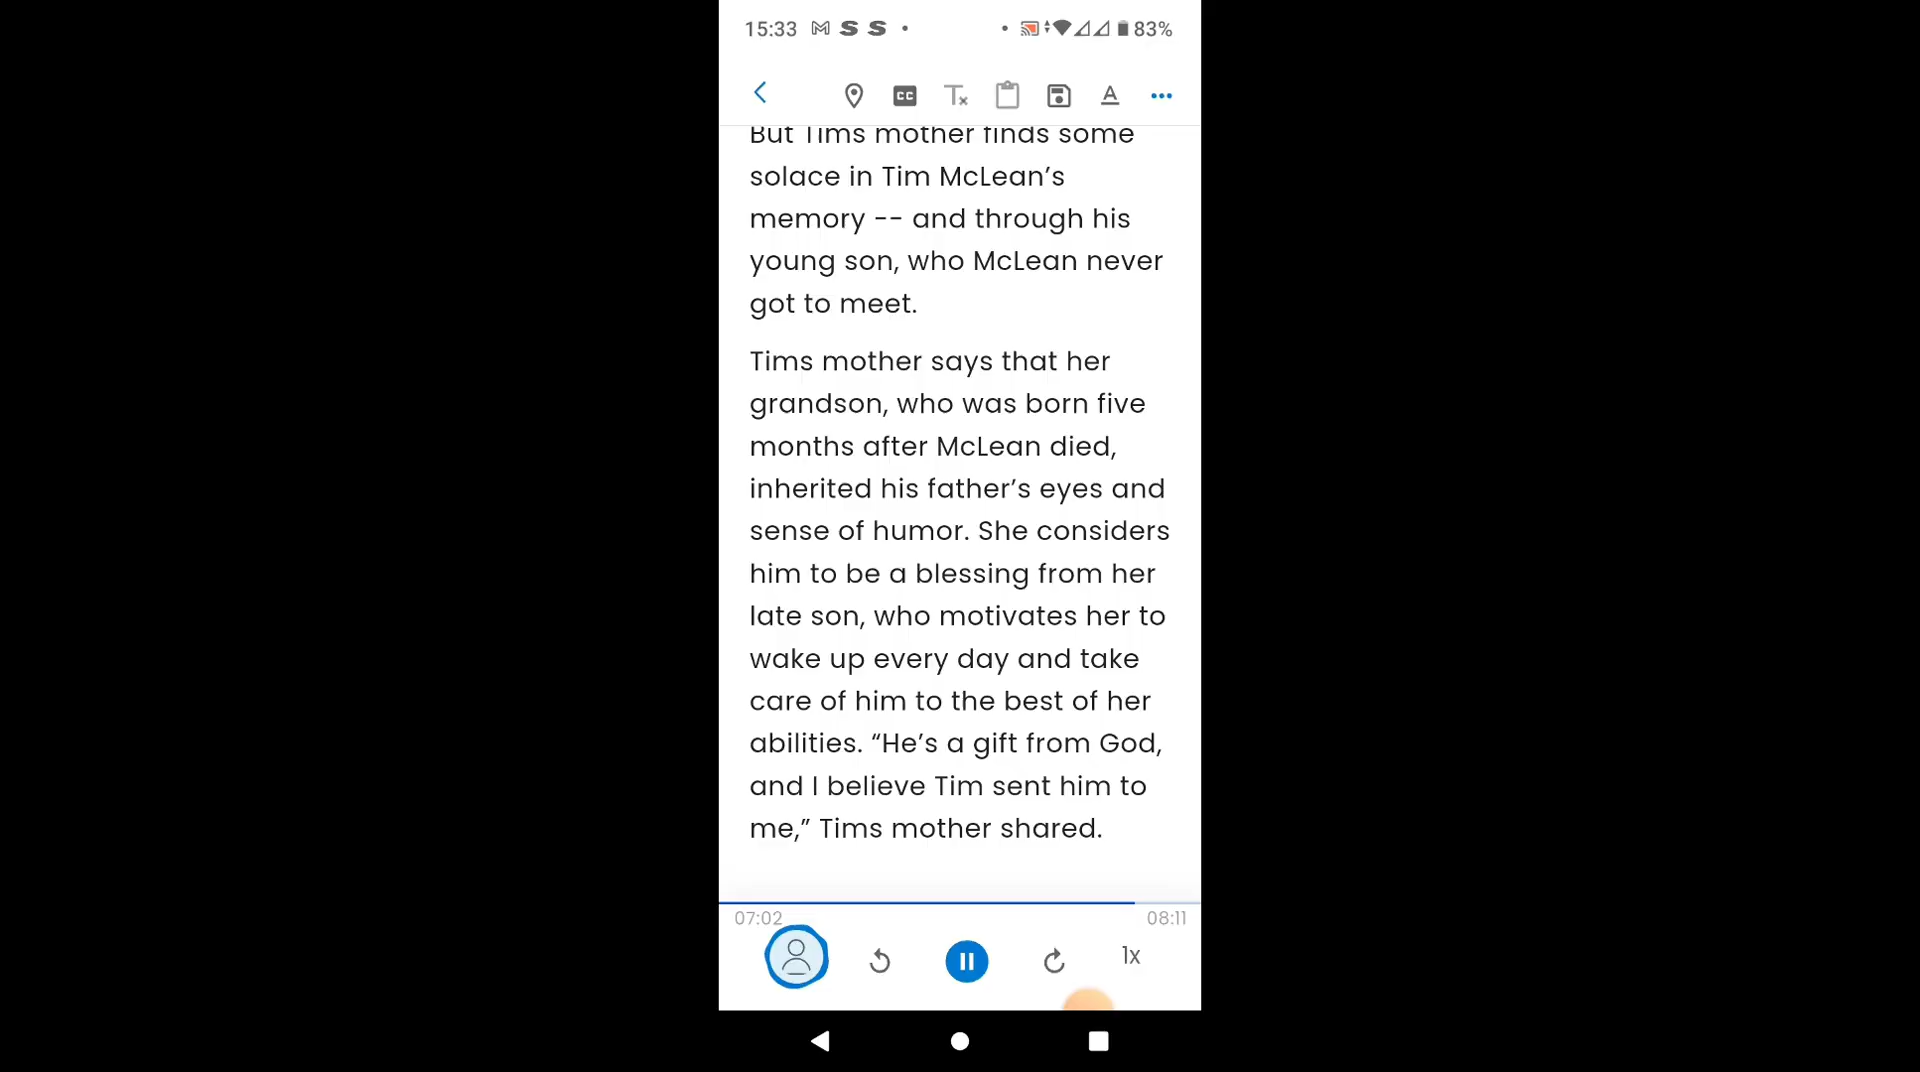 15:33
83%
CC
But Tims mother finds some
solace in Tim McLean’s
memory -- and through his
young son, who McLean never
got to meet.
Tims mother says that her
grandson, who was born five
months after McLean died,
inherited his father’s eyes and
sense of humor. She considers
him to be a blessing from her
late son, who motivates her to
wake up every day and take
care of him to the best of her
abilities. “He’s a gift from God,
and I believe Tim sent him to
me,” Tims mother shared.
07:02
08:11
1x